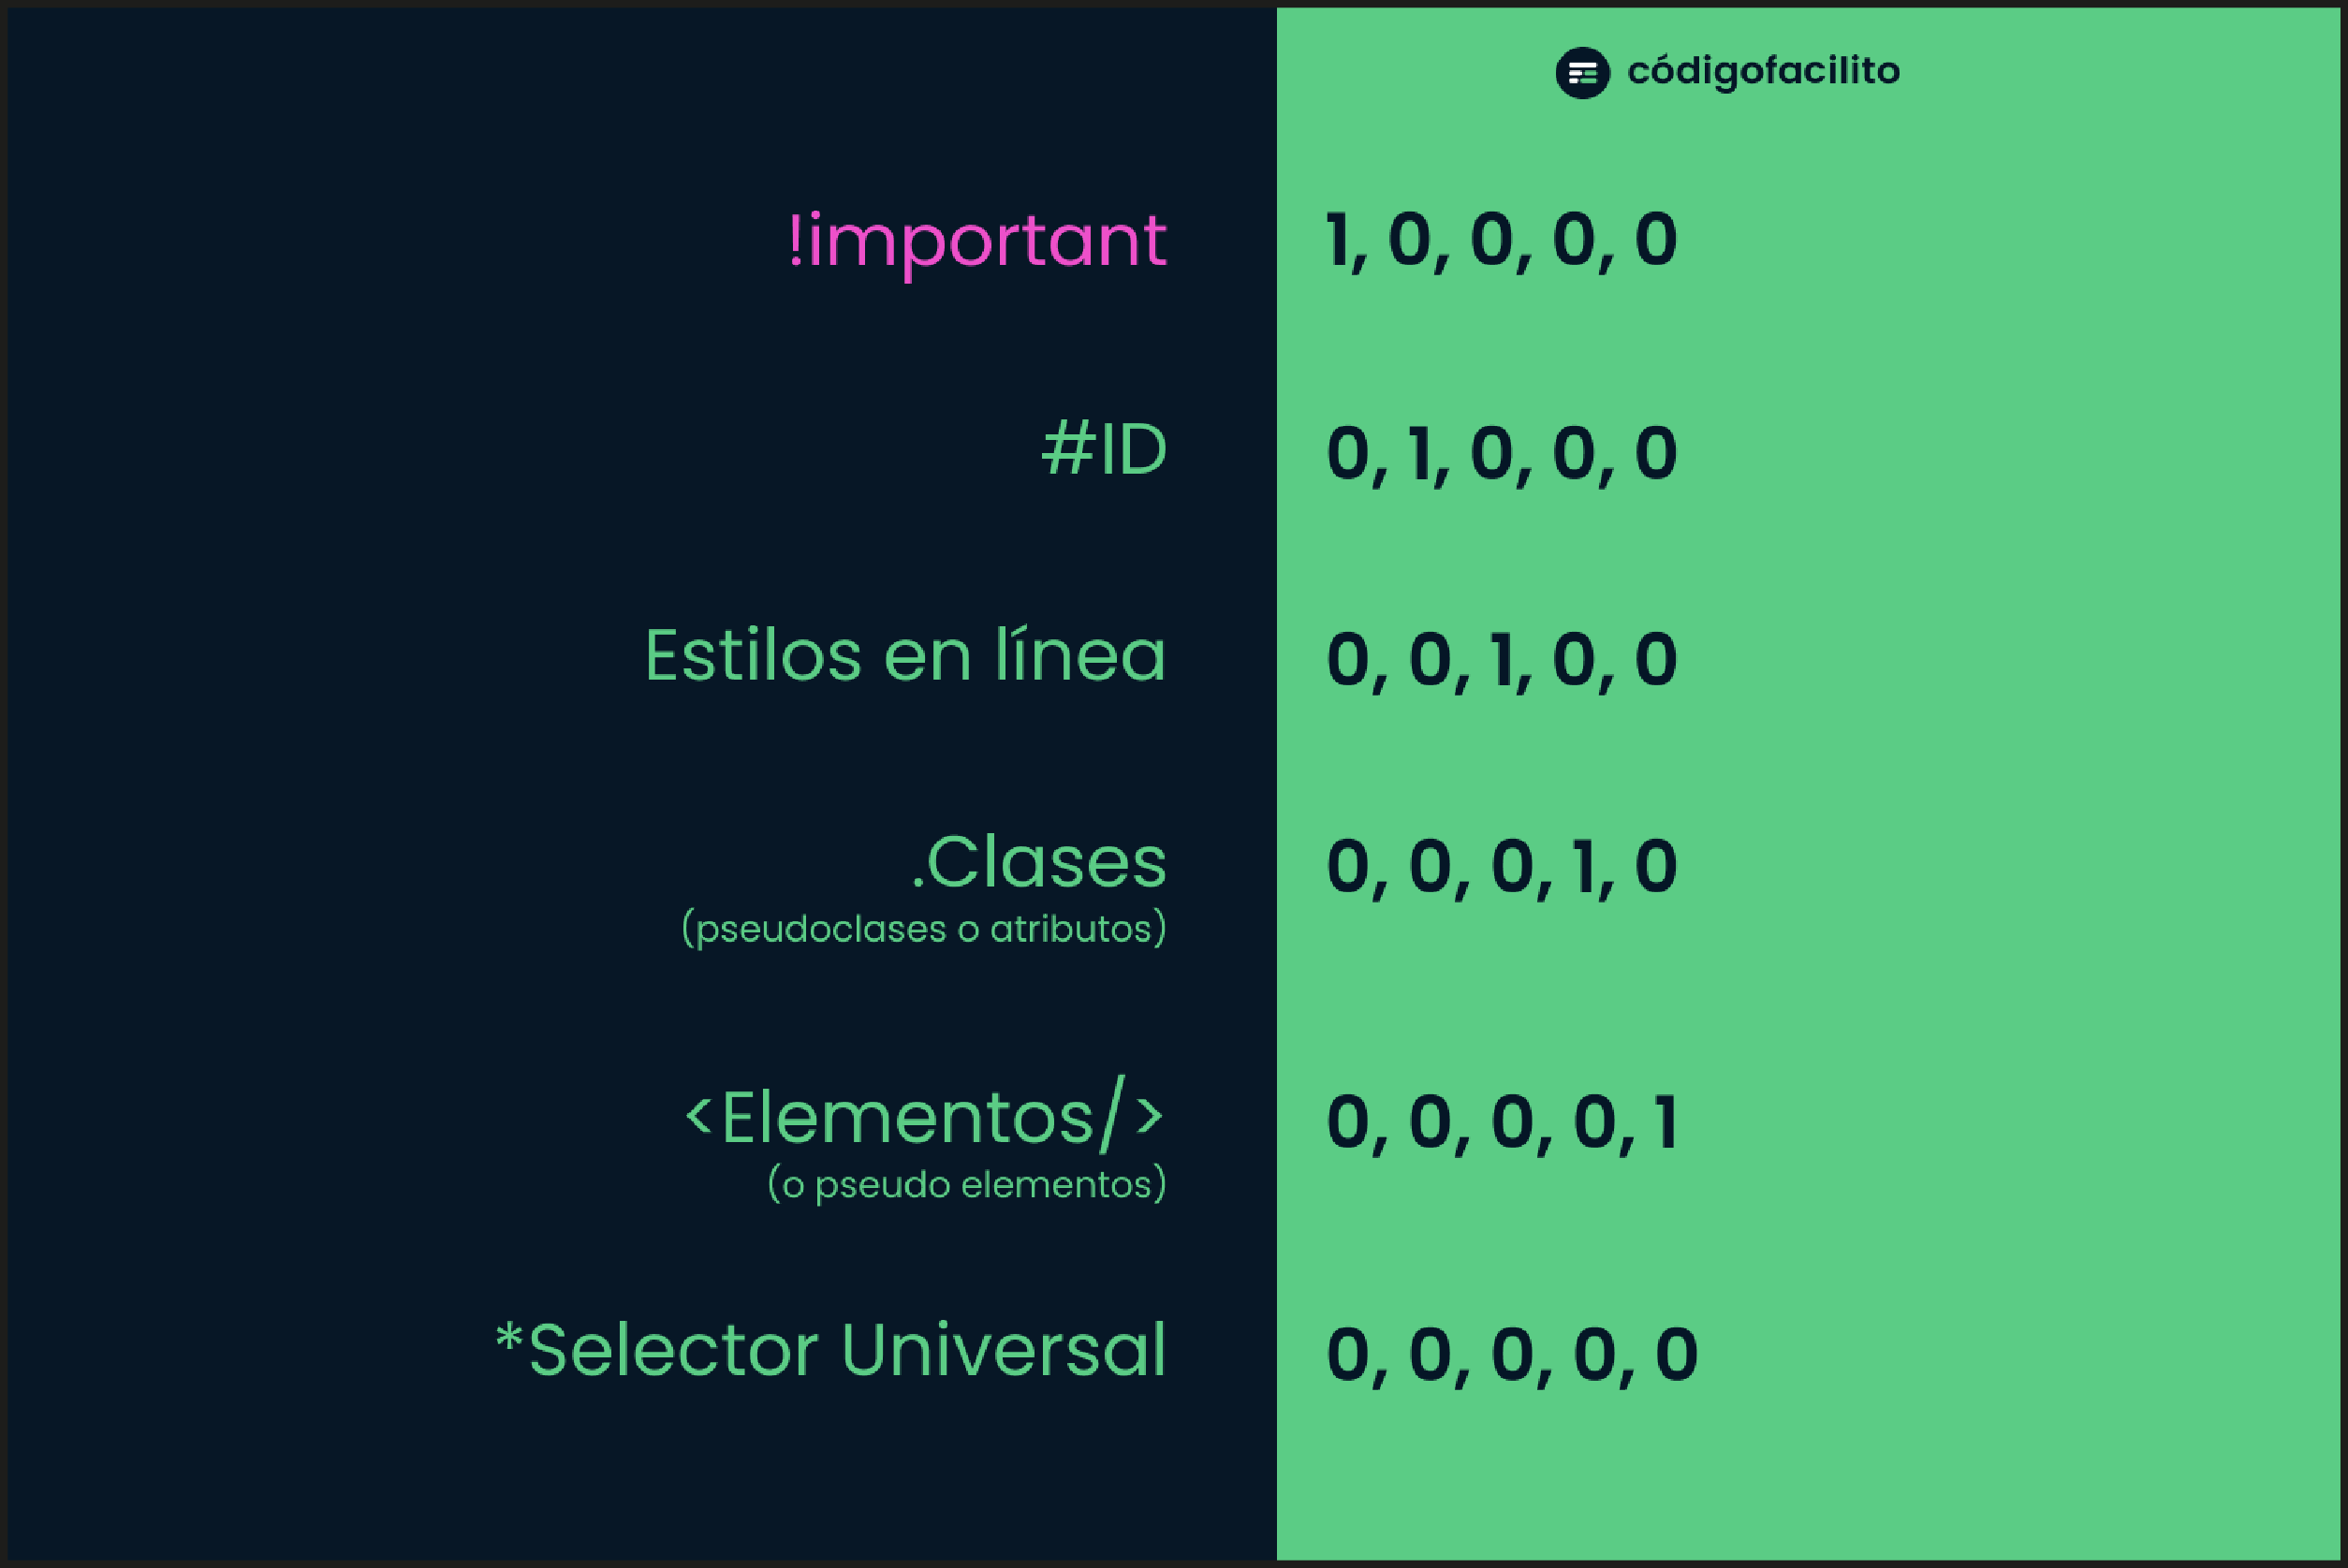 códigofacilito
!important 1, 0, 0, 0, 0
#ID 0, 1, 0, 0, 0
Estilos en línea 0, 0, 1, 0, 0
.Clases 0, 0, 0, 1, 0
(pseudoclases o atributos)
<Elementos/> 0, 0, 0, 0, 1
(o pseudo elementos)
*Selector Universal 0, 0, 0, 0, 0